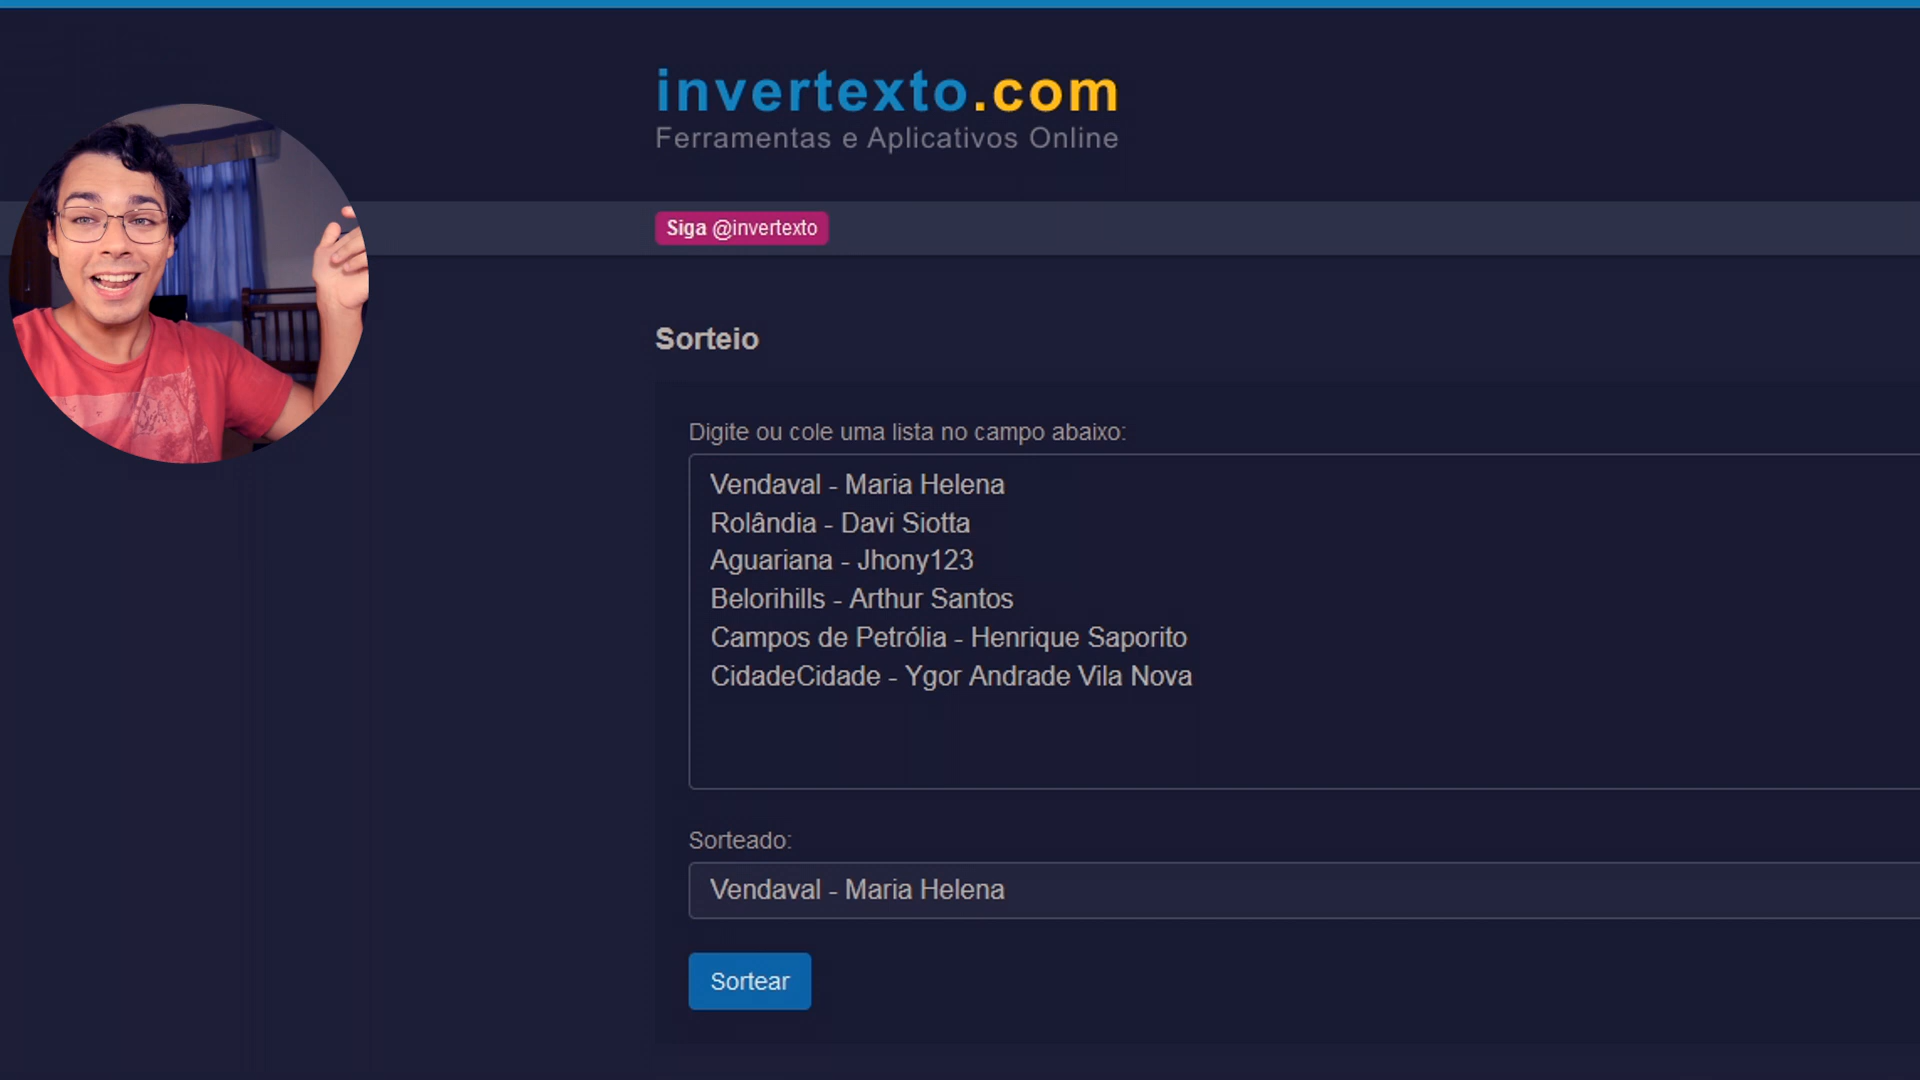 invertexto.com
Ferramentas e Aplicativos Online
Siga @invertexto
Sorteio
Digite ou cole uma lista no campo abaixo:
Vendaval - Maria Helena
Rolândia - Davi Siotta
Aguariana - Jhony123
Belorihills - Arthur Santos
Campos de Petrólia - Henrique Saporito
CidadeCidade - Ygor Andrade Vila Nova
Sorteado:
Vendaval - Maria Helena
Sortear